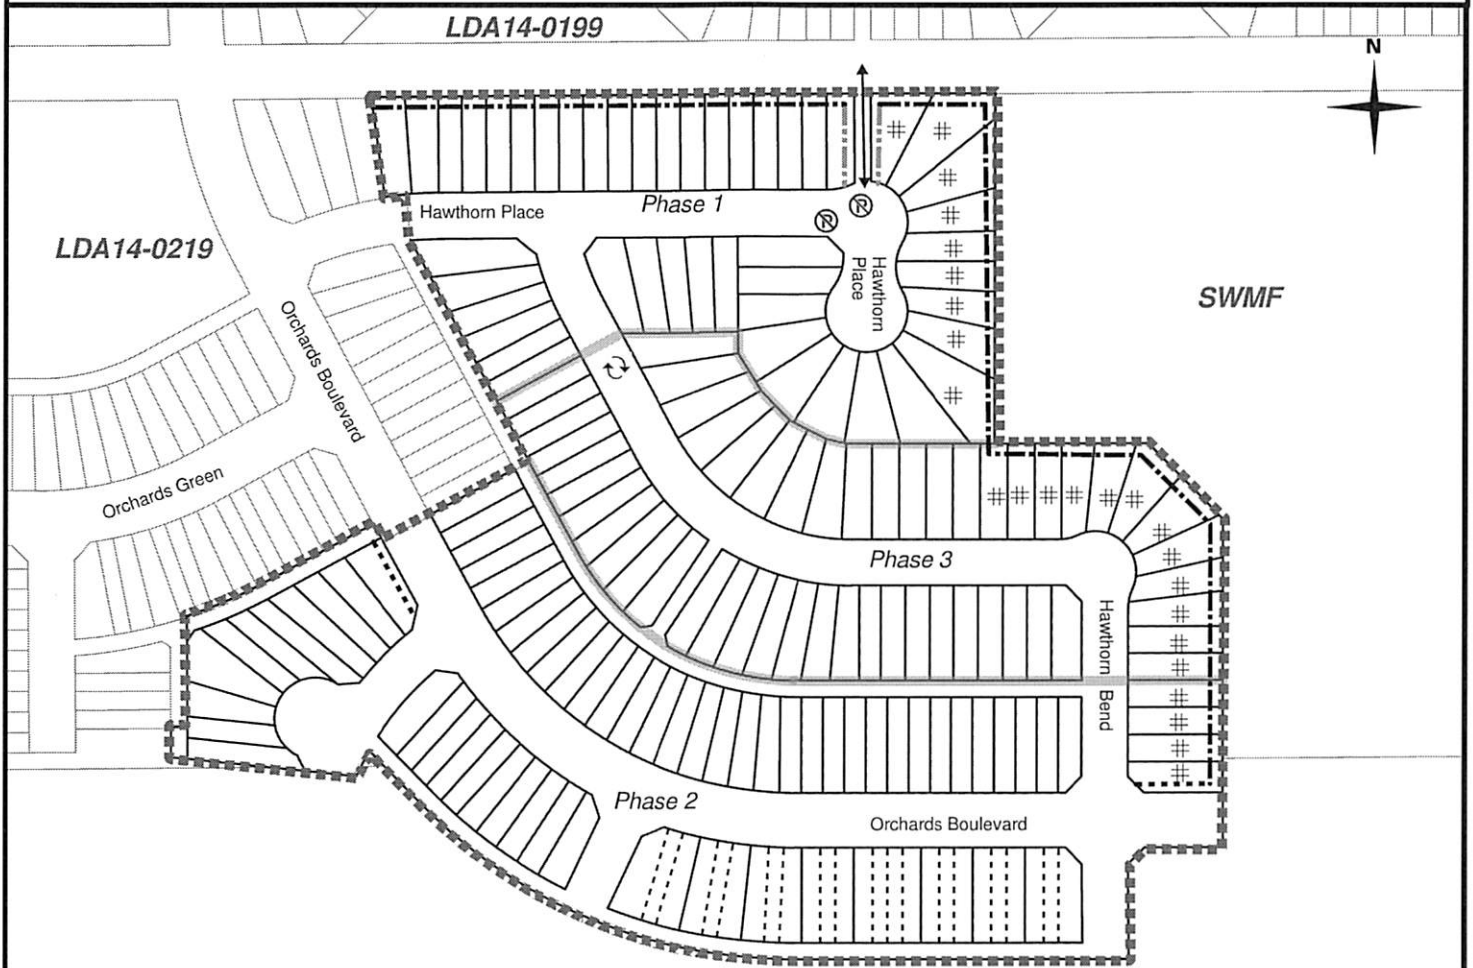 LDA14-0199
N
Hawthorn Place
Phase 1
LDA14-0219
Hawthorn
Place
SWMF
Orchards Boulevard
Orchards Green
Phase 3
Hawthorn
Bend
Phase 2
Orchards Boulevard